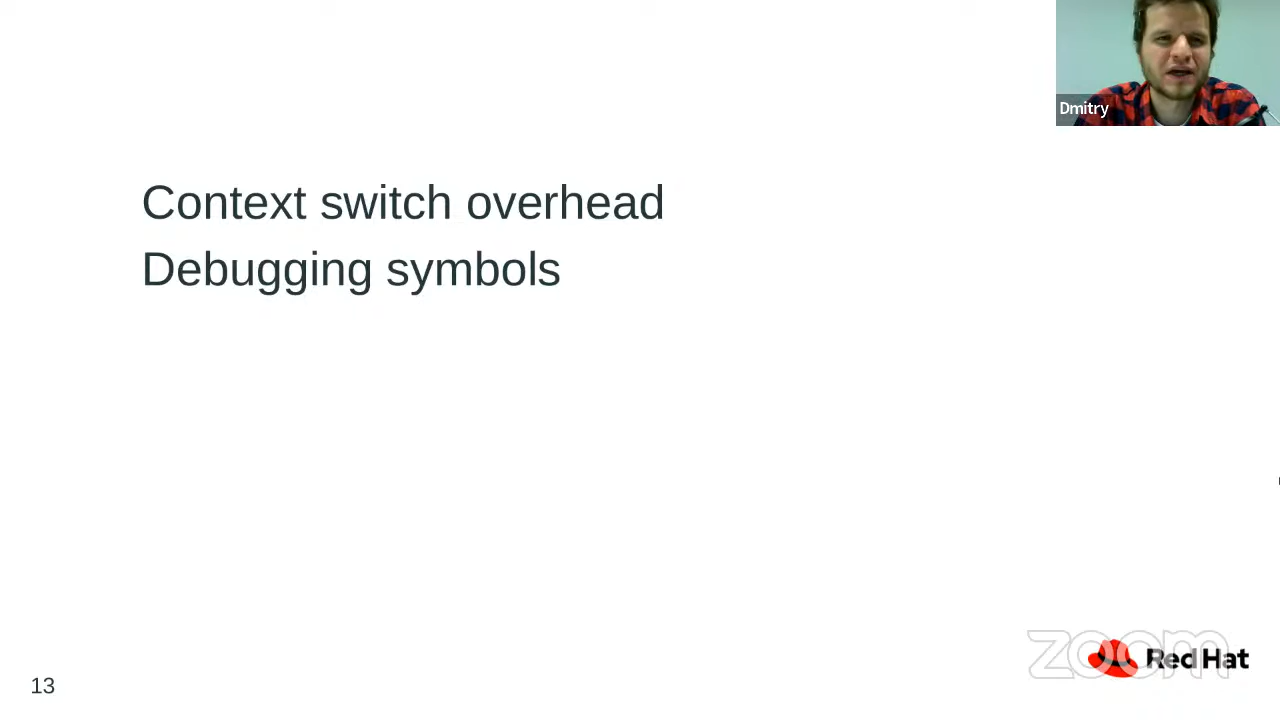 Dmitry
Context switch overhead
Debugging symbols
zoom
Red Hat
13